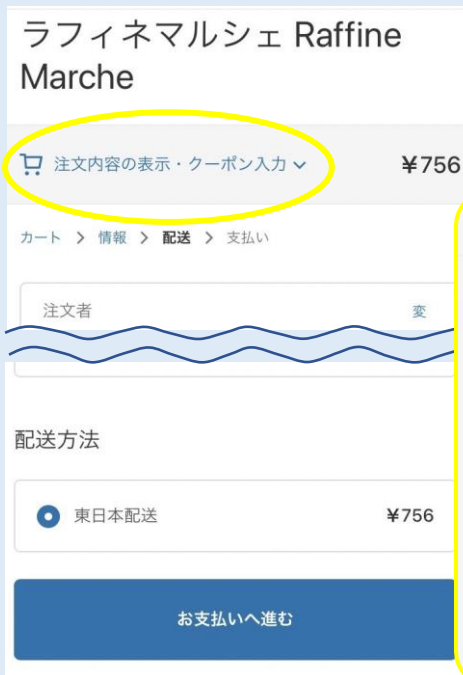 ラフィネマルシェ Raffine
Marche
注文内容の表示・クーポン入力 ¥756
カート > 情報 > 配送 > 支払い
注文者 変
配送方法
東日本配送 ¥756
お支払いへ進む